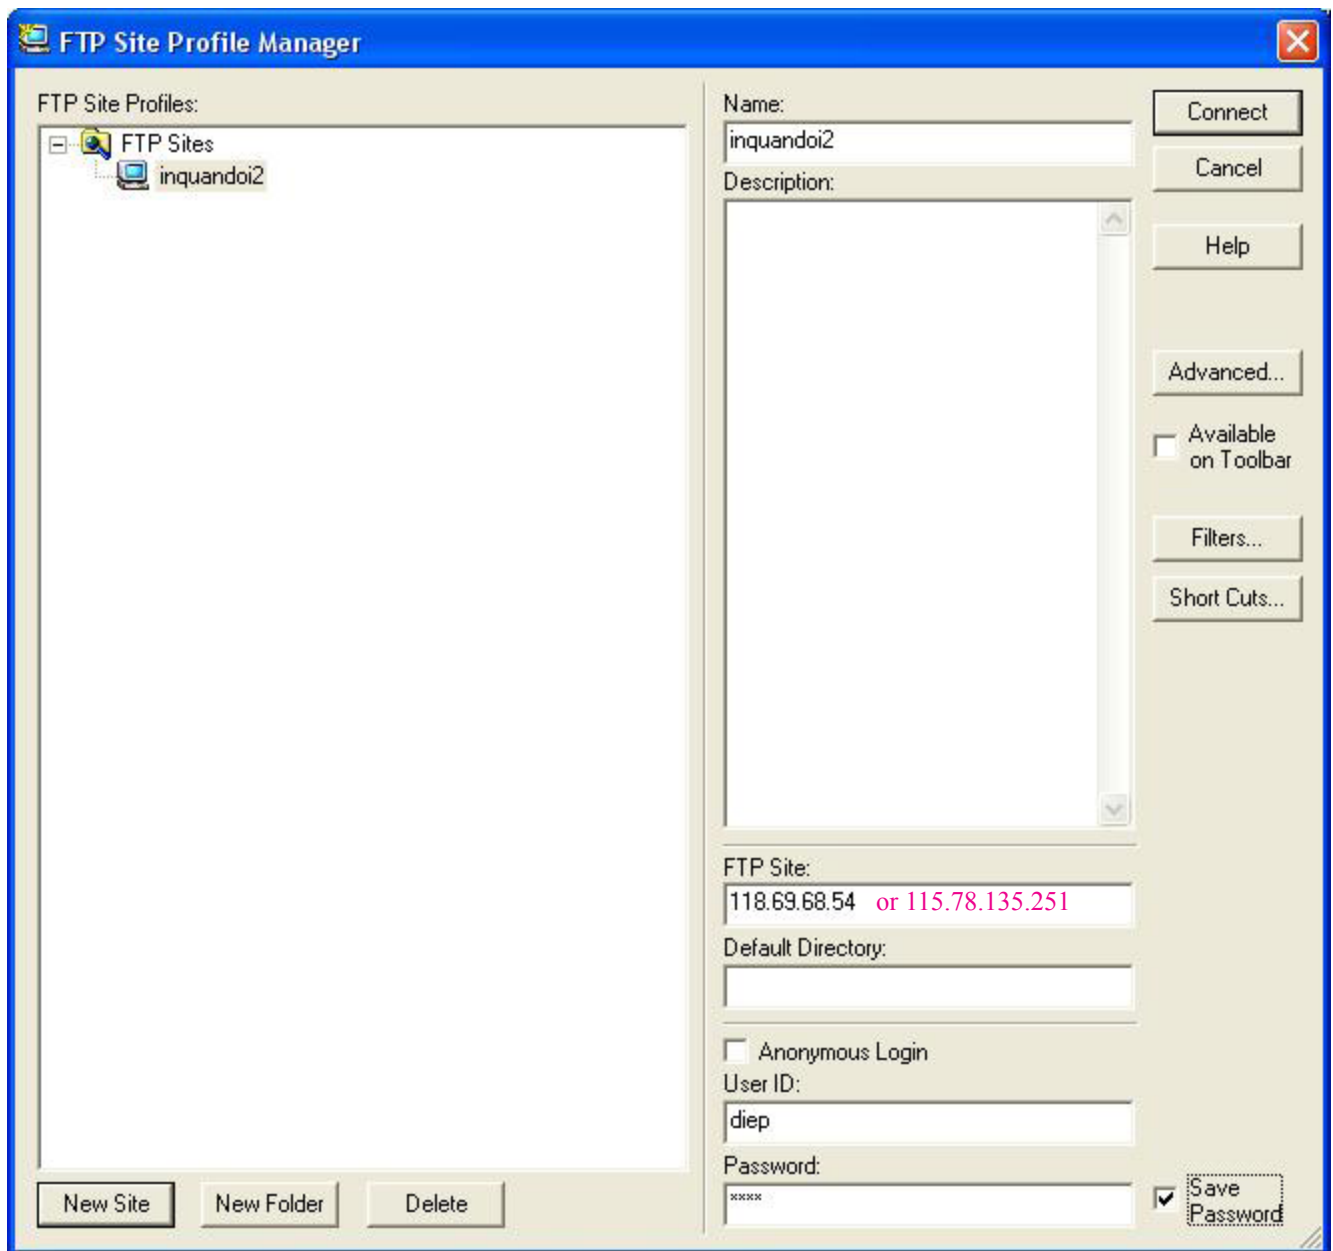 FTP Site Profile Manager
FTP Site Profiles:
FTP Sites
inquandoi2
New Site
New Folder
Delete
Name:
inquandoi2
Description:
FTP Site:
118.69.68.54 or 115.78.135.251
Default Directory:
Anonymous Login
User ID:
diep
Password:
xxxx
Connect
Cancel
Help
Advanced...
Available
on Toolbar
Filters...
Short Cuts...
Save
Password